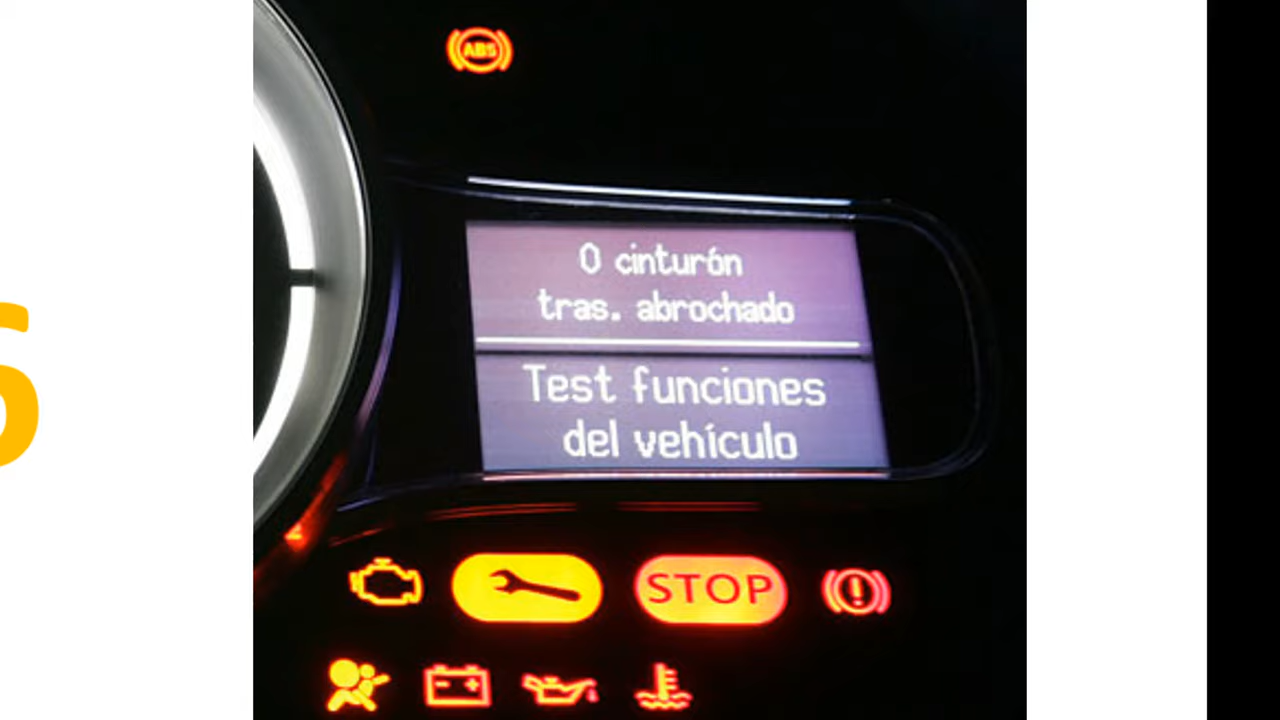 ABS
0 cinturón
tras. abrochado
Test funciones
del vehículo
STOP